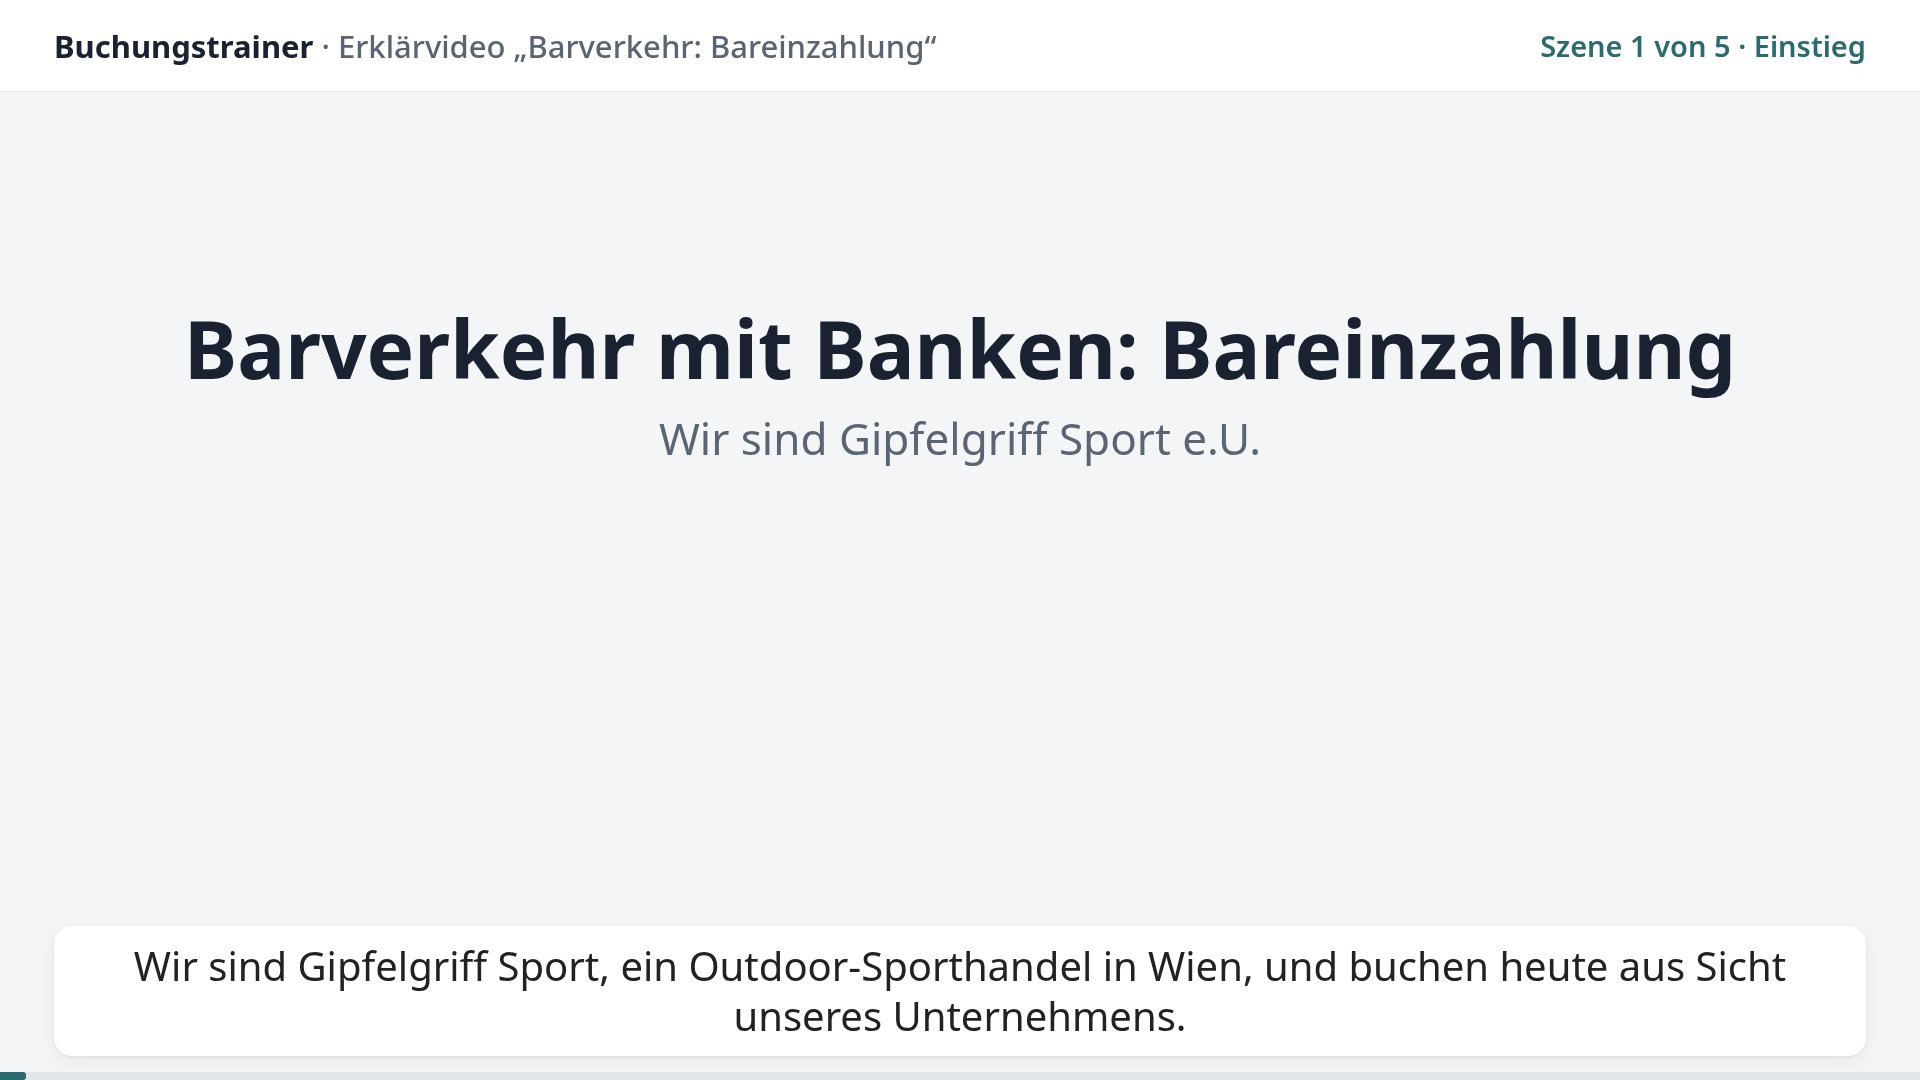 Buchungstrainer · Erklärvideo „Barverkehr: Bareinzahlung“
Szene 1 von 5 · Einstieg
Barverkehr mit Banken: Bareinzahlung
Wir sind Gipfelgriff Sport e.U.
Wir sind Gipfelgriff Sport, ein Outdoor-Sporthandel in Wien, und buchen heute aus Sicht
unseres Unternehmens.